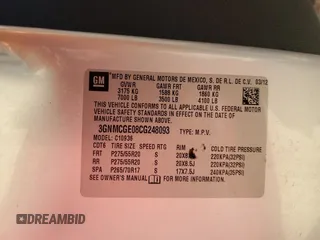 GM
MFD BY GENERAL MOTORS DE MEXICO, S. DE R.L. DE C.V. 03/12
GVWR GAWR FRT GAWR RR
3175 KG 1588 KG 1860 KG
7000 LB 3500 LB 4100 LB
THIS VEHICLE CONFORMS TO ALL APPLICABLE U.S. FEDERAL MOTOR
VEHICLE SAFETY STANDARDS IN EFFECT ON THE DATE OF
MANUFACTURE SHOWN ABOVE.
3GNMCGE08CG248093 TYPE: M.P.V.
MODEL: C10936
TIRE SIZE SPEED RTG RIM COLD TIRE PRESSURE
FRT P275/55R20 S 20X8.5J 220KPA(32PSI)
RR P275/55R20 S 20X8.5J 220KPA(32PSI)
SPA P265/70R17 S 17X7.5J 240KPA(35PSI)
SEE OWNER'S MANUAL FOR ADDITIONAL INFORMATION
DREAMBID